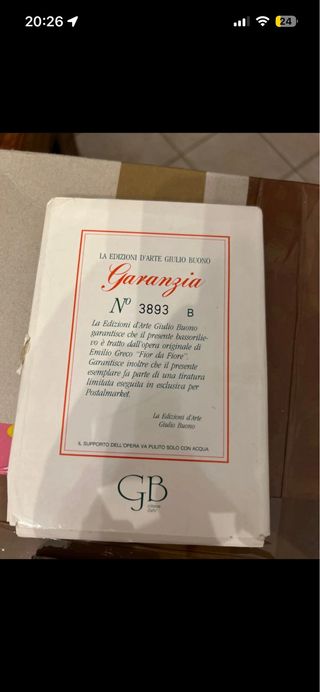 20:26
24
LA EDIZIONI D'ARTE GIULIO BUONO
Garanzia
Nº 3893 B
La Edizioni d'Arte Giulio Buono
garantisce che il presente bassorilie-
vo è tratto dall'opera originale di
Emilio Greco "Fior da Fiore".
Garantisce inoltre che il presente
esemplare fa parte di una tiratura
limitata eseguita in esclusiva per
Postalmarket.
La Edizioni d'Arte
Giulio Buono
IL SUPPORTO DELL'OPERA VA PULITO SOLO CON ACQUA
GB